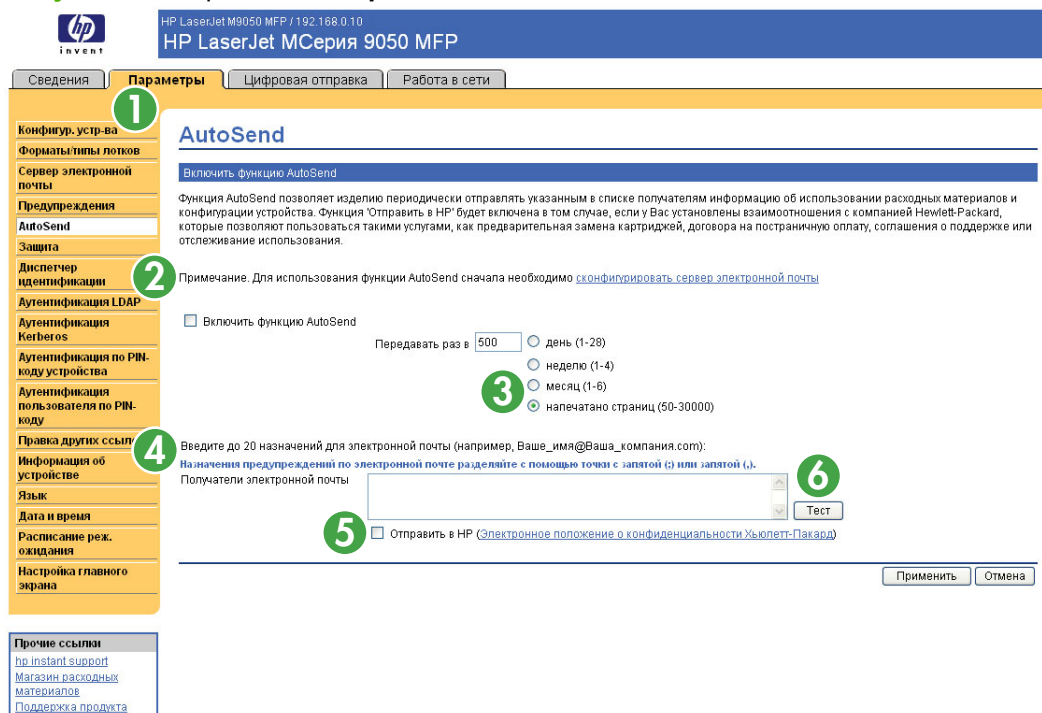 hp
invent
HP LaserJet M9050 MFP / 192.168.0.10
HP LaserJet MСерия 9050 MFP
Сведения
Параметры
Цифровая отправка
Работа в сети
1
Конфигур. устр-ва
Форматы/типы лотков
Сервер электронной
почты
Предупреждения
AutoSend
Защита
Диспетчер
идентификации
Аутентификация LDAP
Аутентификация
Kerberos
Аутентификация по PIN-
коду устройства
Аутентификация
пользователя по PIN-
коду
Правка других ссыл
Информация об
устройстве
Язык
Дата и время
Расписание реж.
ожидания
Настройка главного
экрана
Прочие ссылки
hp instant support
Магазин расходных
материалов
Поддержка продукта
AutoSend
Включить функцию AutoSend
Функция AutoSend позволяет изделию периодически отправлять указанным в списке получателям информацию об использовании расходных материалов и
конфигурации устройства. Функция 'Отправить в HP' будет включена в том случае, если у Вас установлены взаимоотношения с компанией Hewlett-Packard,
которые позволяют пользоваться такими услугами, как предварительная замена картриджей, договора на постраничную оплату, соглашения о поддержке или
отслеживание использования.
2
Примечание. Для использования функции AutoSend сначала необходимо сконфигурировать сервер электронной почты
Включить функцию AutoSend
Передавать раз в 500 день (1-28)
неделю (1-4)
3
месяц (1-6)
напечатано страниц (50-30000)
4
Введите до 20 назначений для электронной почты (например, Ваше_имя@Ваша_компания.com):
Назначения предупреждений по электронной почте разделяйте с помощью точки с запятой (;) или запятой (,).
Получатели электронной почты
6
Тест
5
Отправить в HP (Электронное положение о конфиденциальности Хьюлетт-Пакард)
Применить
Отмена